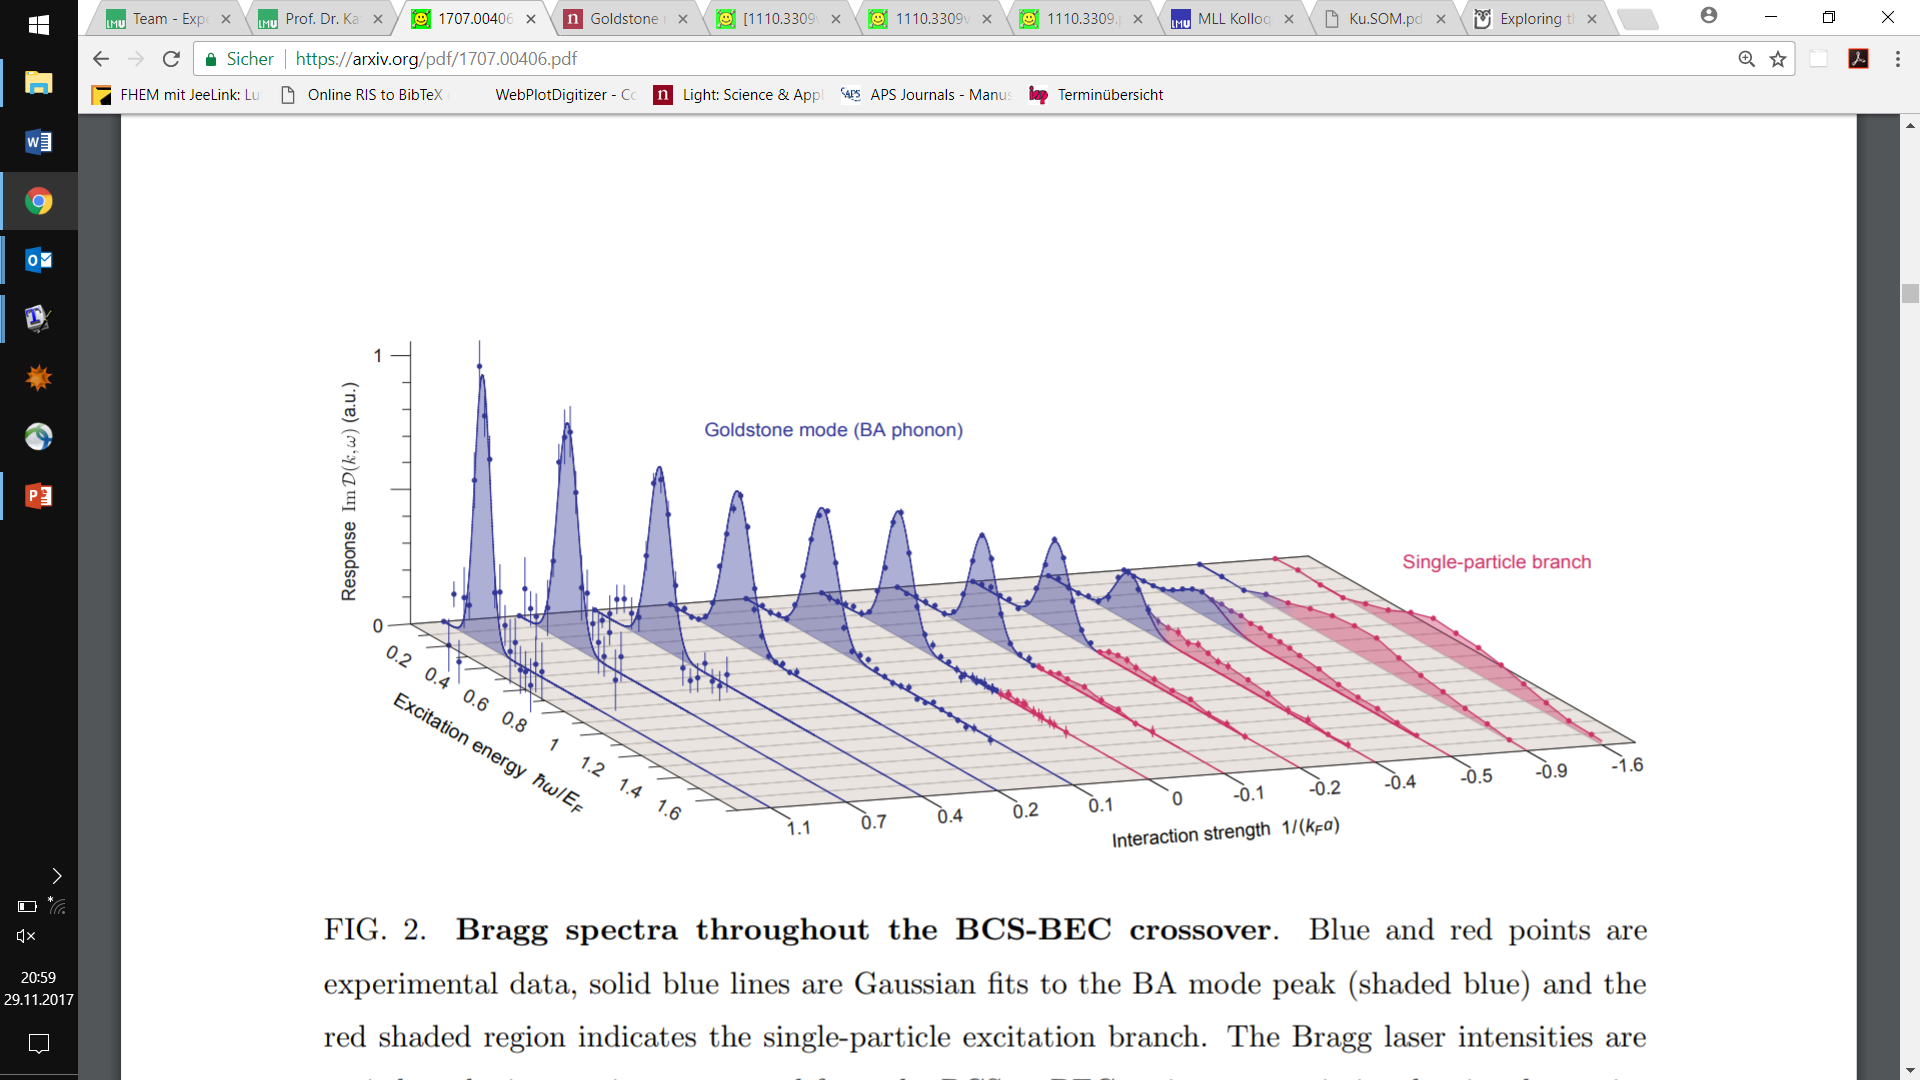 Team - Exp
Prof. Dr. Ka
1707.00406
Goldstone
[1110.3309
1110.3309v
1110.3309.
MLL Kolloq
Ku.SOM.pd
Exploring t
Sicher
https://arxiv.org/pdf/1707.00406.pdf
FHEM mit JeeLink: Lu
Online RIS to BibTeX
WebPlotDigitizer - Co
Light: Science & Appl
APS Journals - Manus
Terminübersicht
1
Response Im D(k,ω) (a.u.)
0
Goldstone mode (BA phonon)
Single-particle branch
0.2
0.4
0.6
0.8
1
1.2
1.4
1.6
Excitation energy ħω/E_F
1.1
0.7
0.4
0.2
0.1
0
-0.1
-0.2
-0.4
-0.5
-0.9
-1.6
Interaction strength 1/(k_Fa)
FIG. 2. Bragg spectra throughout the BCS-BEC crossover. Blue and red points are
experimental data, solid blue lines are Gaussian fits to the BA mode peak (shaded blue) and the
red shaded region indicates the single-particle excitation branch. The Bragg laser intensities are
20:59
29.11.2017